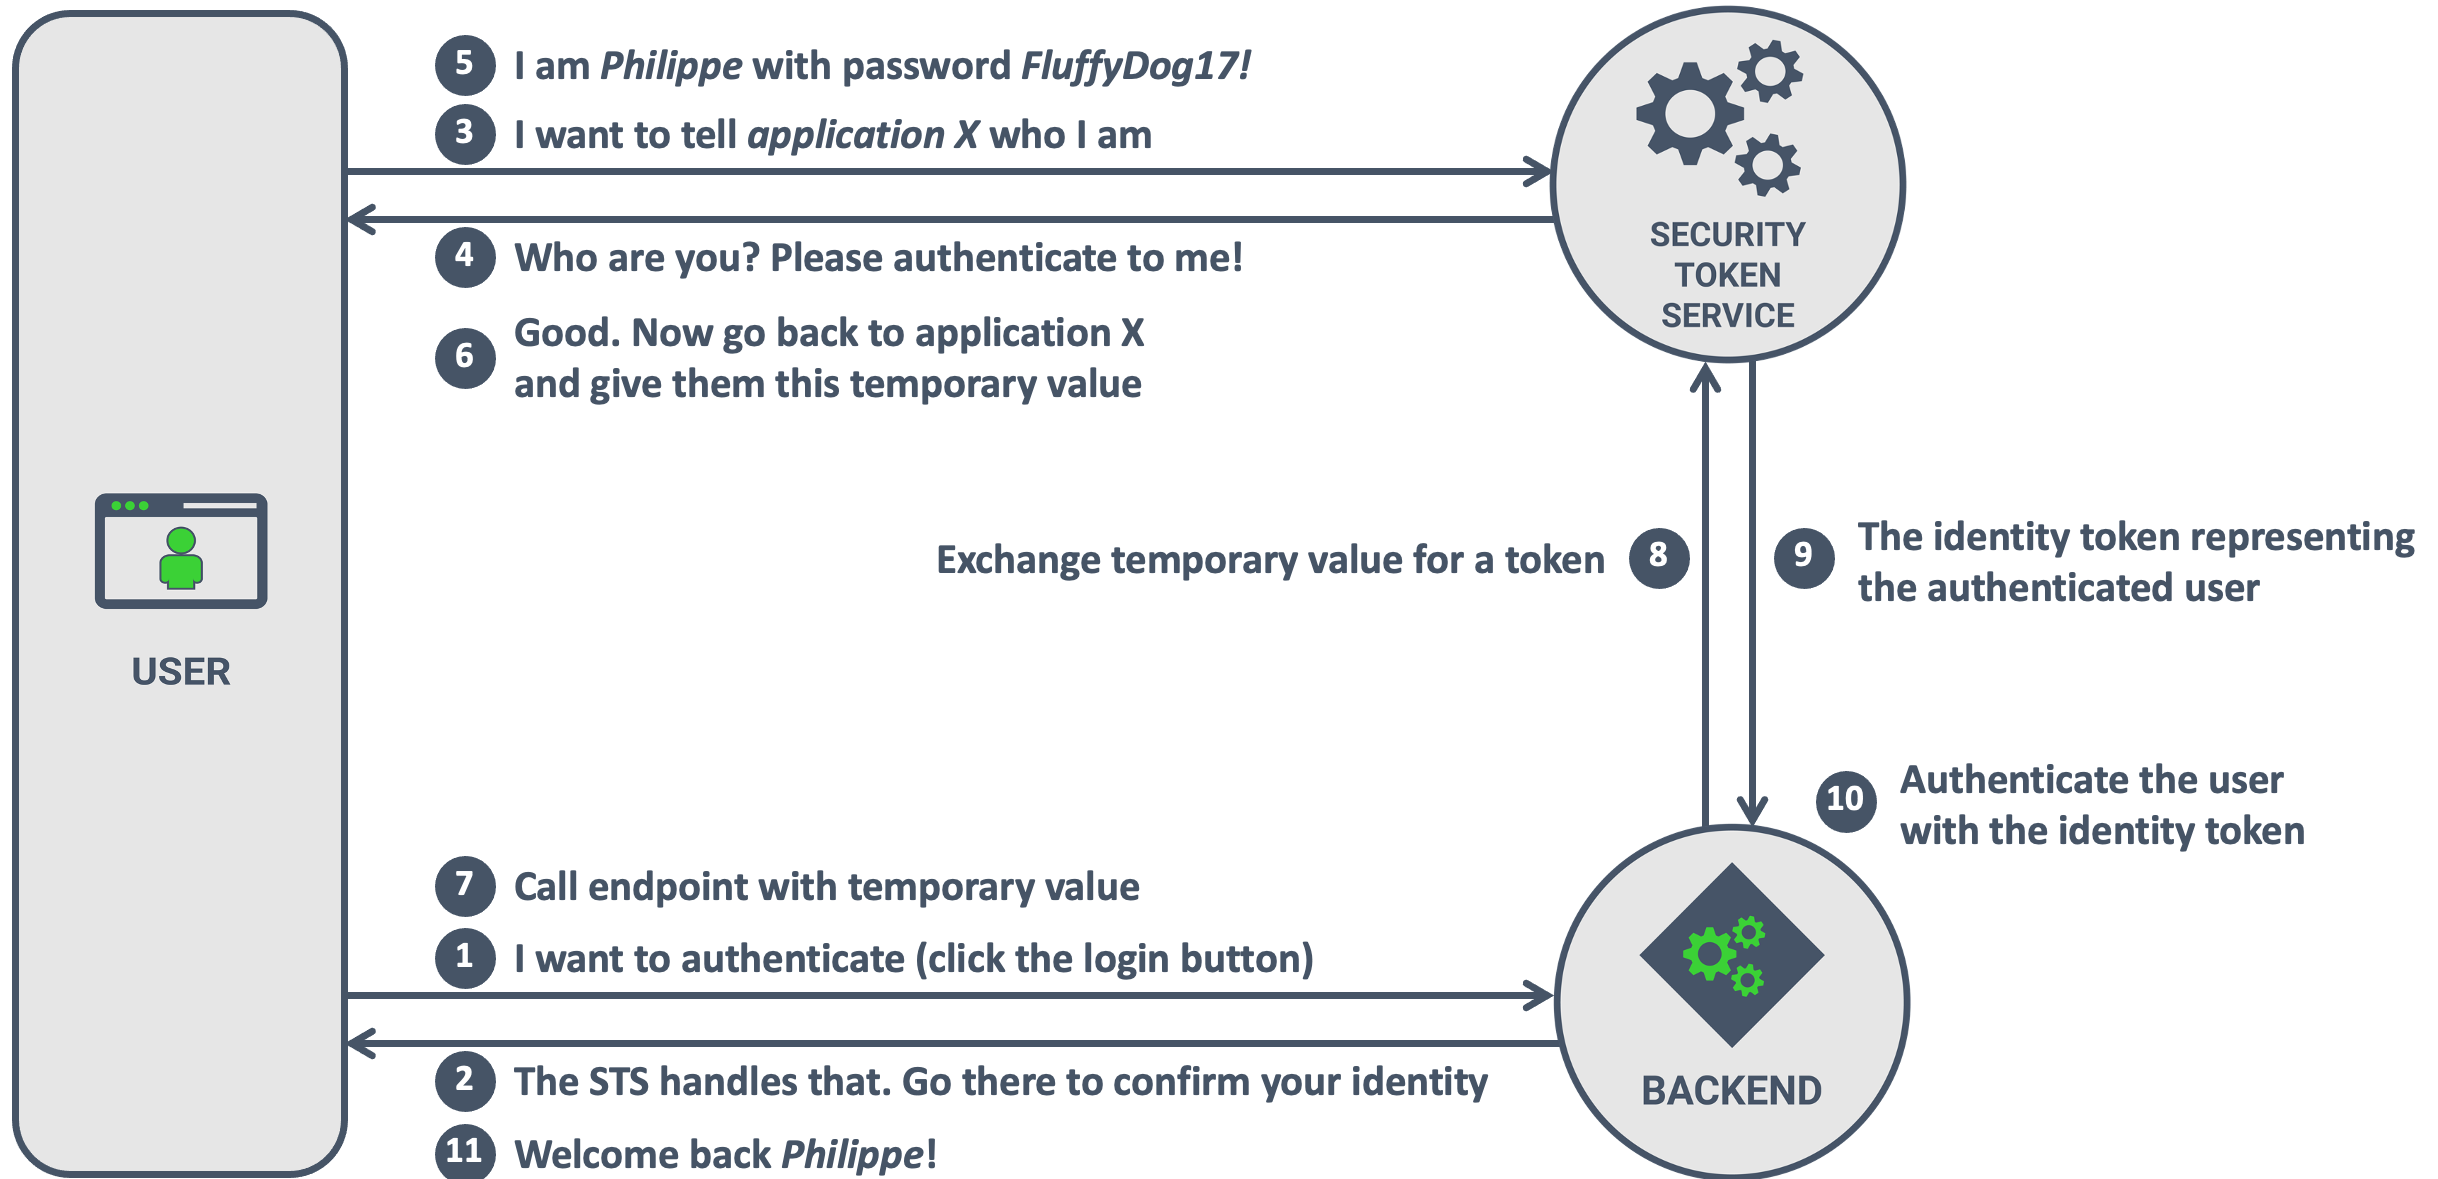 5 I am Philippe with password FluffyDog17!
3 I want to tell application X who I am
4 Who are you? Please authenticate to me!
6 Good. Now go back to application X
and give them this temporary value
SECURITY
TOKEN
SERVICE
USER
Exchange temporary value for a token 8
9 The identity token representing
the authenticated user
10 Authenticate the user
with the identity token
7 Call endpoint with temporary value
1 I want to authenticate (click the login button)
2 The STS handles that. Go there to confirm your identity
11 Welcome back Philippe!
BACKEND